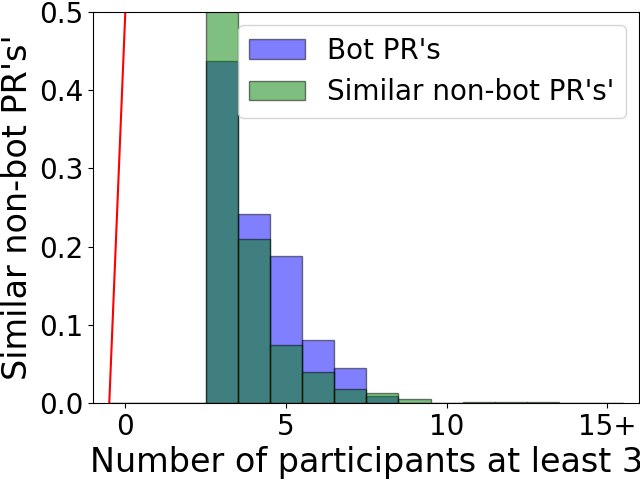 Similar non-bot PR's'
0.5
0.4
0.3
0.2
0.1
0.0
Bot PR's
Similar non-bot PR's'
0 5 10 15+
Number of participants at least 3